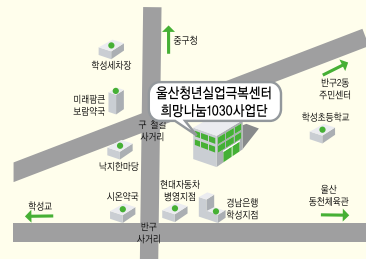 중구청
학성세차장
울산청년실업극복센터
희망나눔1030사업단
반구2동
주민센터
미래팜큰
보람약국
학성초등학교
구 철길
사거리
낙지한마당
학성교
시온약국
현대자동차
병영지점
경남은행
학성지점
울산
동천체육관
반구
사거리